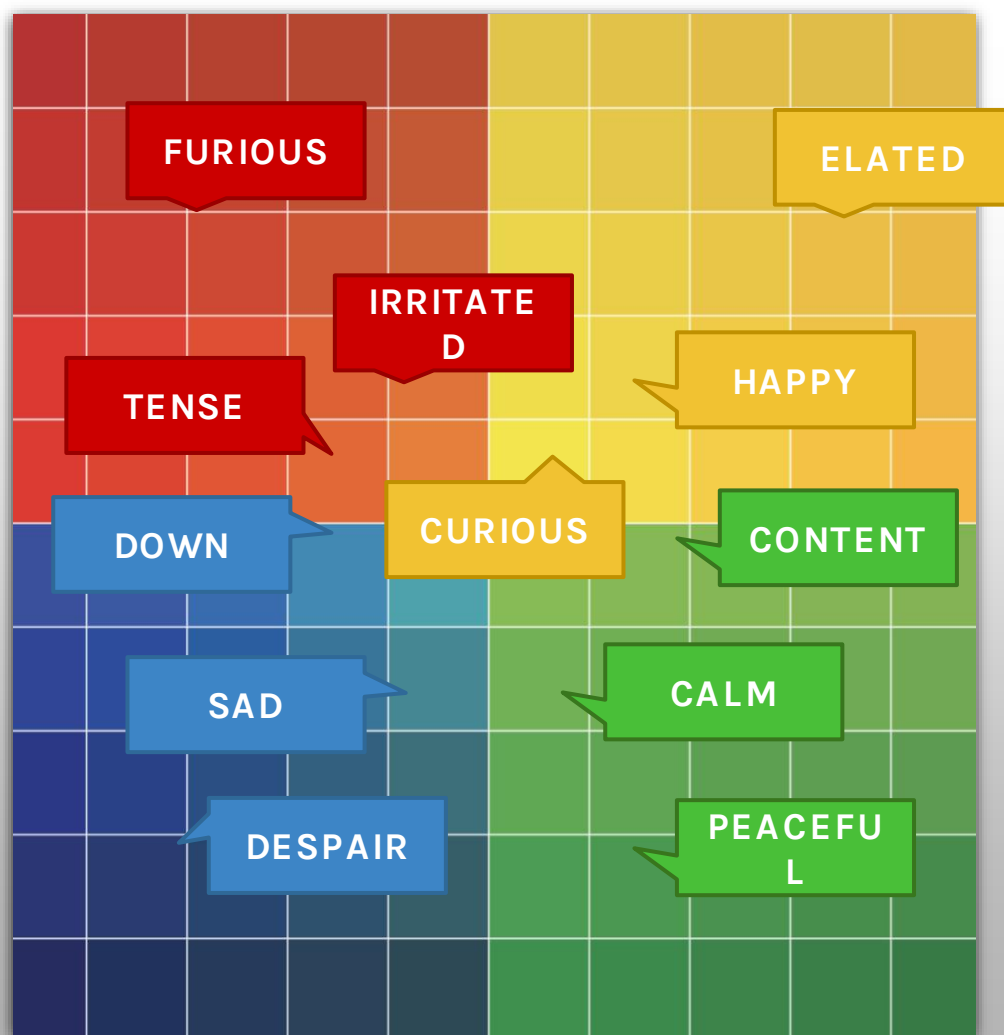 FURIOUS
ELATED
IRRITATE
D
HAPPY
TENSE
CURIOUS
CONTENT
DOWN
CALM
SAD
PEACEFU
L
DESPAIR